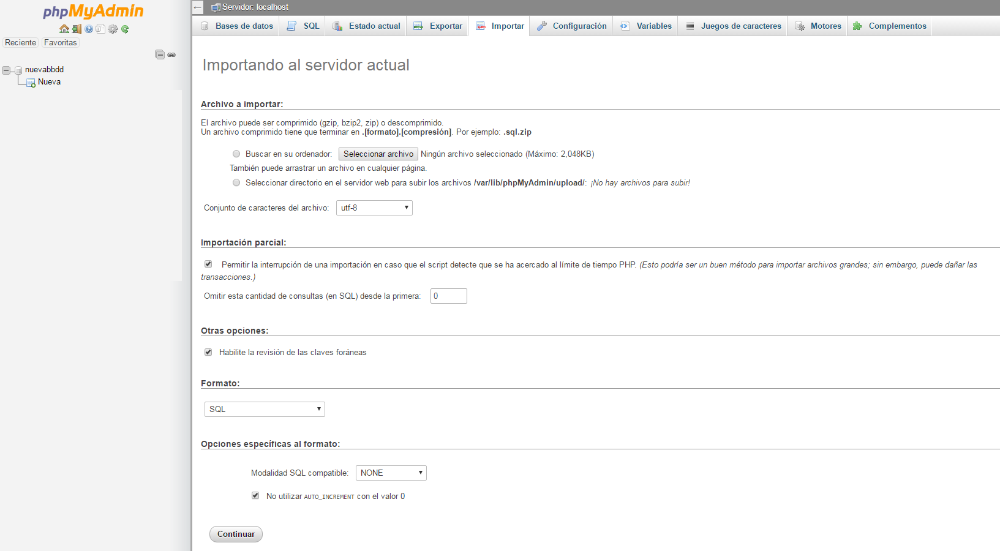 phpMyAdmin
Reciente Favoritas
nuevabbdd
Nueva
← Servidor: localhost
Bases de datos SQL Estado actual Exportar Importar Configuración Variables Juegos de caracteres Motores Complementos
Importando al servidor actual
Archivo a importar:
El archivo puede ser comprimido (gzip, bzip2, zip) o descomprimido.
Un archivo comprimido tiene que terminar en .[formato].[compresión]. Por ejemplo: .sql.zip
Buscar en su ordenador: Seleccionar archivo Ningún archivo seleccionado (Máximo: 2,048KB)
También puede arrastrar un archivo en cualquier página.
Seleccionar directorio en el servidor web para subir los archivos /var/lib/phpMyAdmin/upload/: ¡No hay archivos para subir!
Conjunto de caracteres del archivo: utf-8
Importación parcial:
Permitir la interrupción de una importación en caso que el script detecte que se ha acercado al límite de tiempo PHP. (Esto podría ser un buen método para importar archivos grandes; sin embargo, puede dañar las
transacciones.)
Omitir esta cantidad de consultas (en SQL) desde la primera: 0
Otras opciones:
Habilite la revisión de las claves foráneas
Formato:
SQL
Opciones específicas al formato:
Modalidad SQL compatible: NONE
No utilizar AUTO_INCREMENT con el valor 0
Continuar